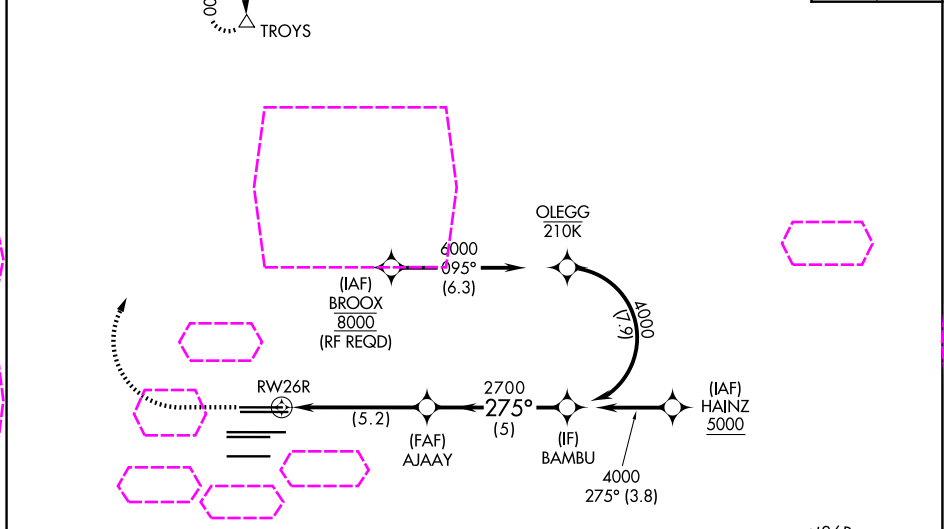 TROYS
OLEGG
210K
6000
095°
(6.3)
(IAF)
BROOX
8000
(RF REQD)
4000
(7.9)
RW26R
2700
275°
(5)
(5.2)
(FAF)
AJAAY
(IF)
BAMBU
(IAF)
HAINZ
5000
4000
275° (3.8)